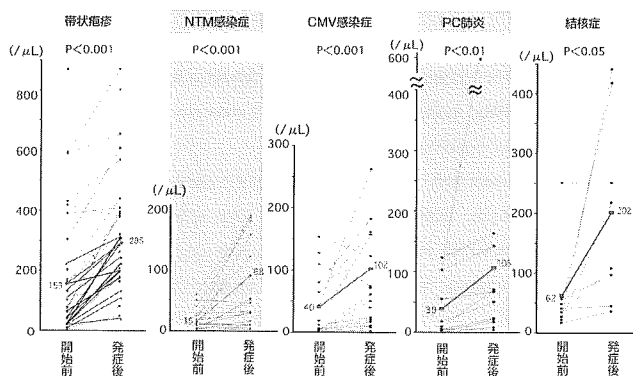 帯状疱疹
P<0.001
(/μL)
800
600
400
200
0
153
295
開始前
発症後
NTM感染症
P<0.001
(/μL)
200
100
0
16
88
開始前
発症後
CMV感染症
P<0.001
(/μL)
300
200
100
0
40
102
開始前
発症後
PC肺炎
P<0.01
(/μL)
600
400
300
200
150
100
50
0
39
105
開始前
発症後
結核症
P<0.05
(/μL)
500
400
300
200
100
0
62
202
開始前
発症後